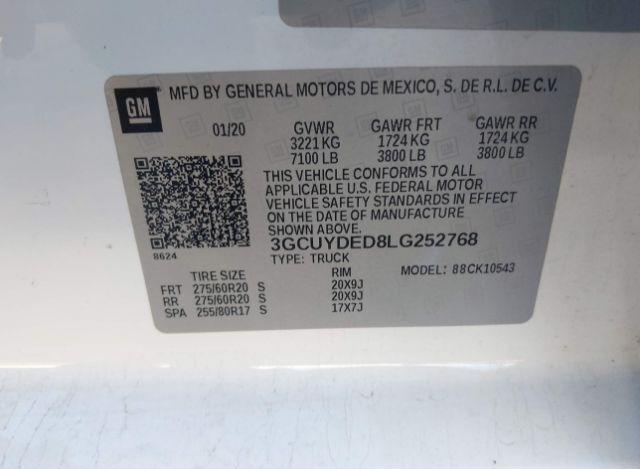 GM
MFD BY GENERAL MOTORS DE MEXICO, S. DE R.L. DE C.V.
01/20 GVWR GAWR FRT GAWR RR
3221 KG 1724 KG 1724 KG
7100 LB 3800 LB 3800 LB
THIS VEHICLE CONFORMS TO ALL
APPLICABLE U.S. FEDERAL MOTOR
VEHICLE SAFETY STANDARDS IN EFFECT
ON THE DATE OF MANUFACTURE
SHOWN ABOVE.
3GCUYDED8LG252768
8624
TYPE: TRUCK MODEL: 88CK10543
TIRE SIZE RIM
FRT 275/60R20 S 20X9J
RR 275/60R20 S 20X9J
SPA 255/80R17 S 17X7J